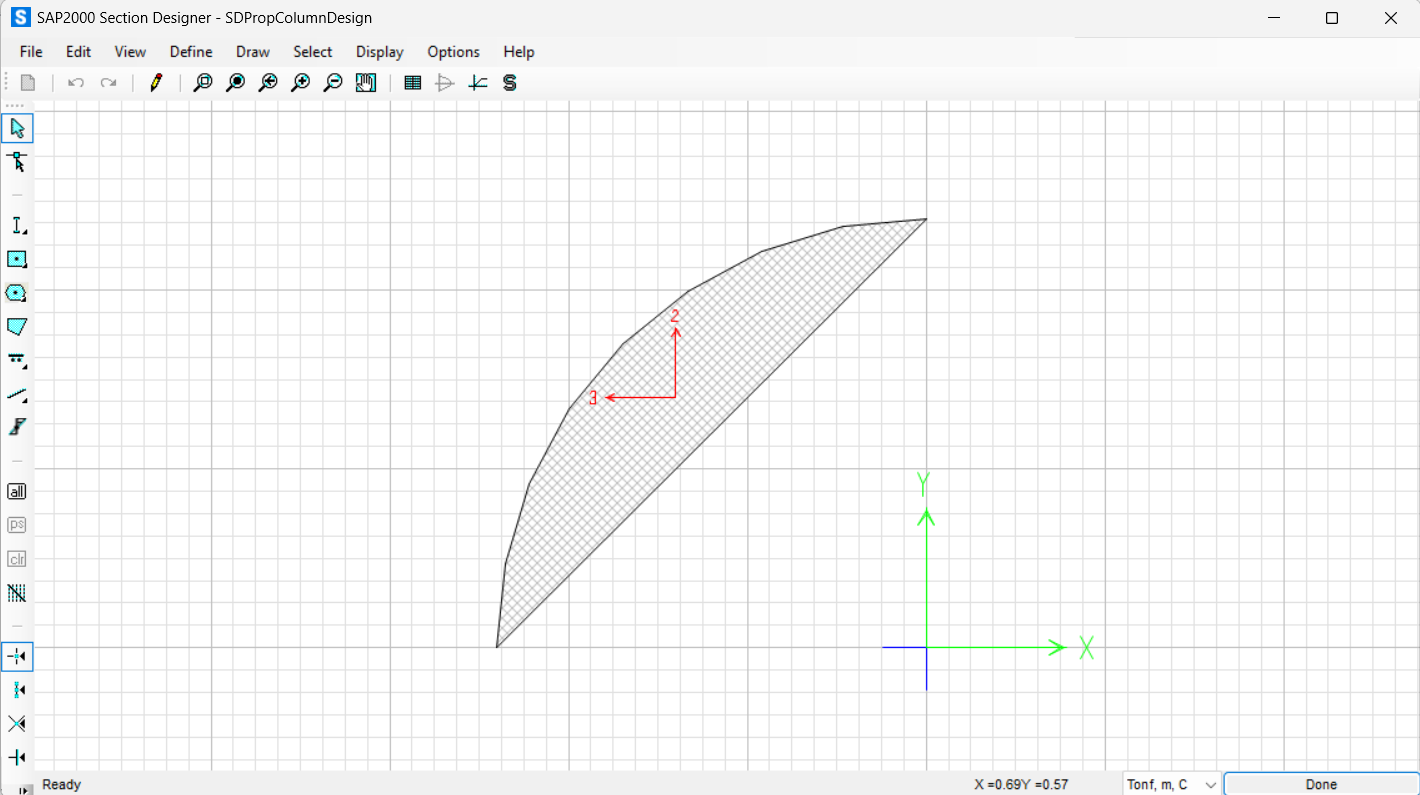 S SAP2000 Section Designer - SDPropColumnDesign
File Edit View Define Draw Select Display Options Help
S
2
3
all
ps
clr
Y
X
Ready X =0.69Y =0.57 Tonf, m, C Done